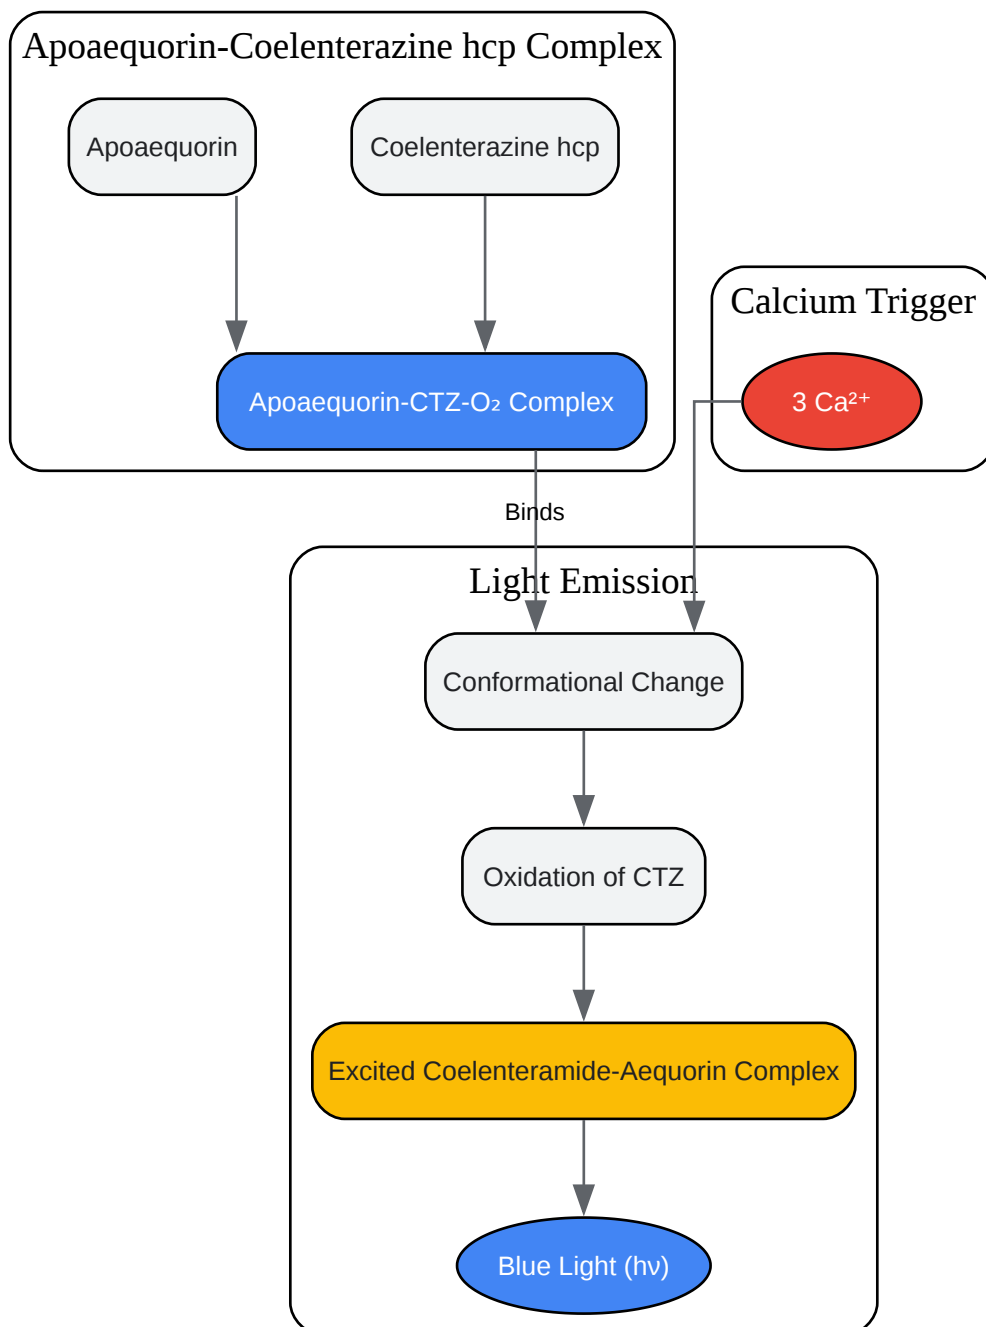 Apoaequorin-Coelenterazine hcp Complex
Apoaequorin
Coelenterazine hcp
Calcium Trigger
Apoaequorin-CTZ-O₂ Complex
3 Ca²⁺
Binds
Light Emission
Conformational Change
Oxidation of CTZ
Excited Coelenteramide-Aequorin Complex
Blue Light (hν)